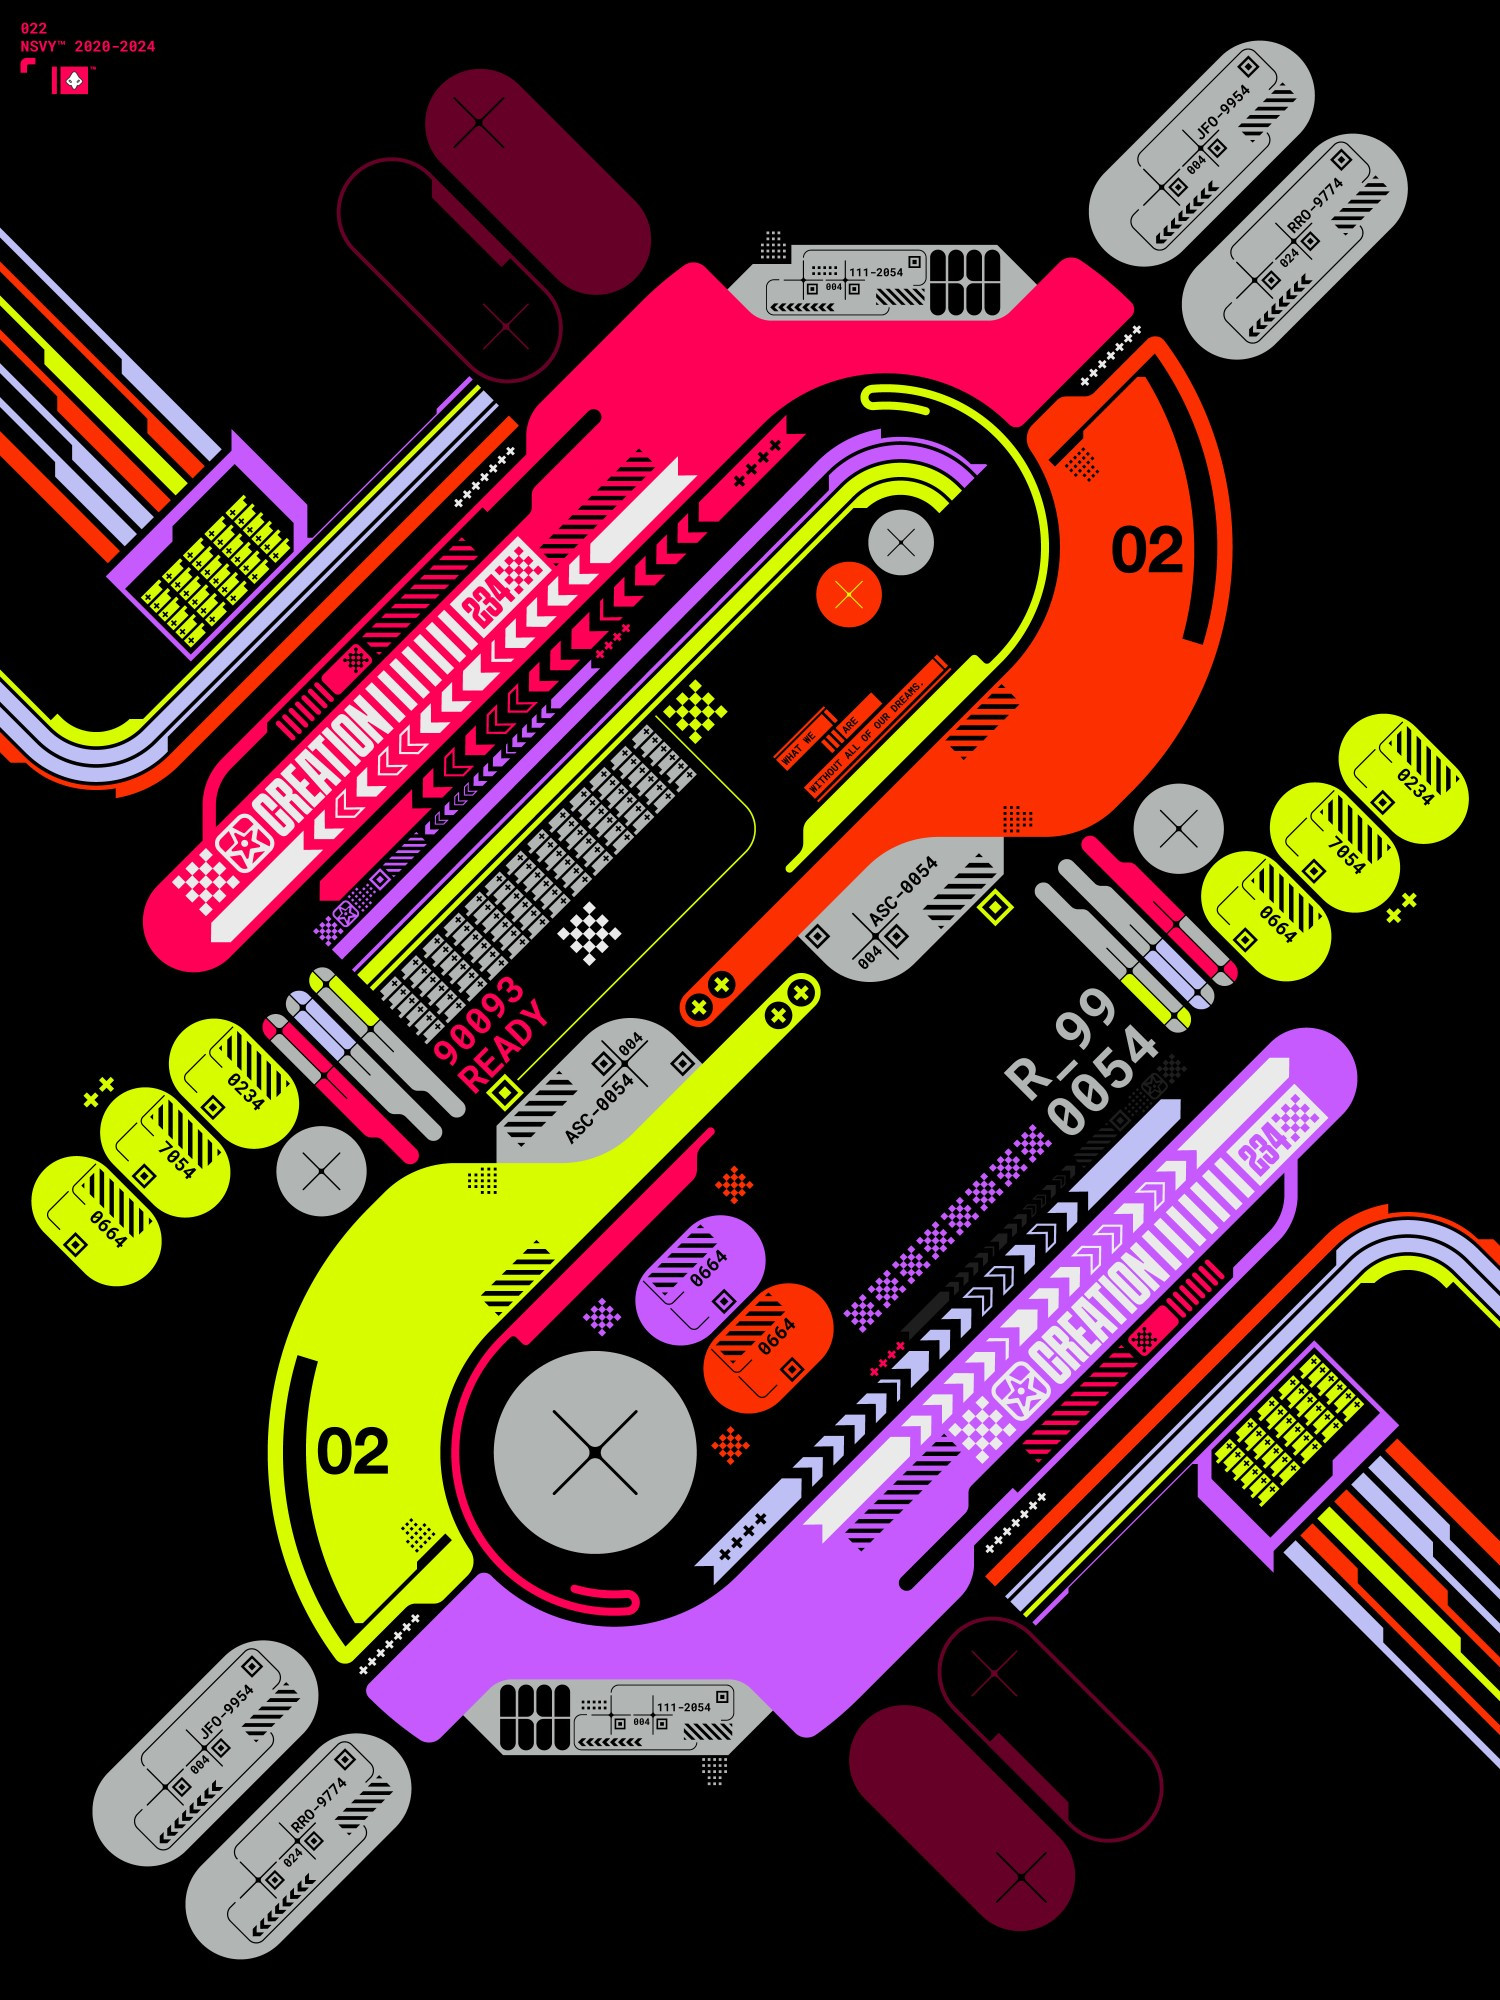 022
NSVY™ 2020-2024
™
JFO-9954
004
RRO-9774
024
111-2054
004
02
234
CREATION
WHAT WE
ARE
WITHOUT ALL OF OUR DREAMS.
0234
7054
0664
ASC-0054
004
90093
READY
R_99
0054
004
ASC-0054
0234
7054
0664
234
CREATION
0664
0664
02
111-2054
004
JFO-9954
004
RRO-9774
024